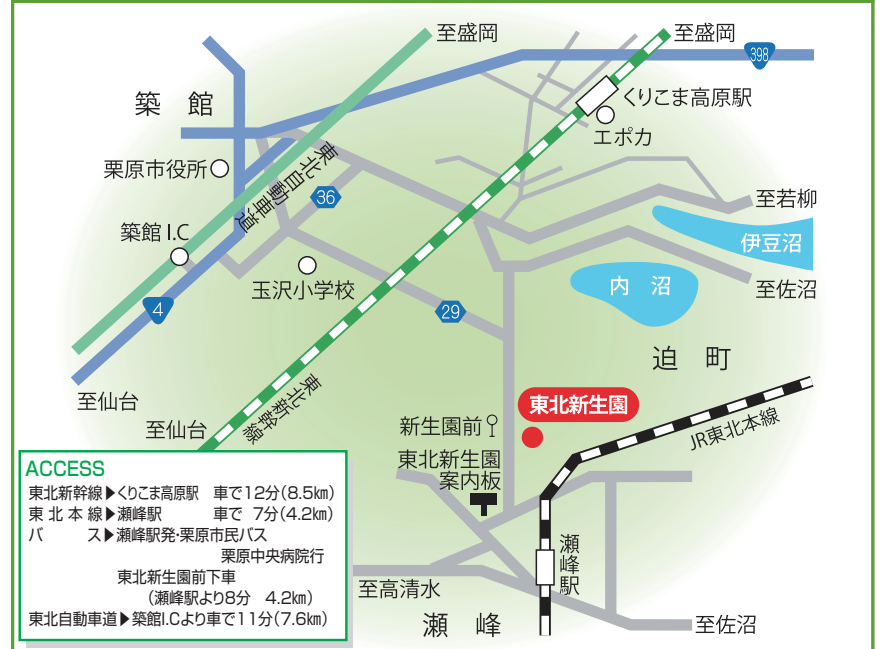 至盛岡
至盛岡
398
築 館
くりこま高原駅
エポカ
栗原市役所
東北自動車道
36
至若柳
築館 I.C
伊豆沼
玉沢小学校
内 沼
至佐沼
4
29
迫 町
至仙台
東北新幹線
東北新生園
至仙台
新生園前
JR東北本線
東北新生園
案内板
ACCESS
東北新幹線▶くりこま高原駅 車で12分(8.5km)
東北本線▶瀬峰駅 車で 7分(4.2km)
バス▶瀬峰駅発・栗原市民バス
栗原中央病院行
東北新生園前下車
(瀬峰駅より8分 4.2km)
東北自動車道▶築館I.Cより車で11分(7.6km)
瀬峰駅
至高清水
瀬 峰
至佐沼